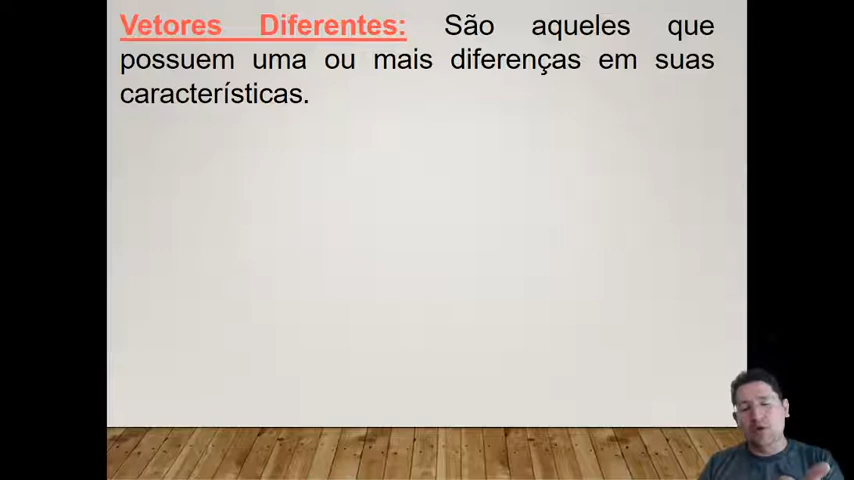 Vetores Diferentes: São aqueles que
possuem uma ou mais diferenças em suas
características.